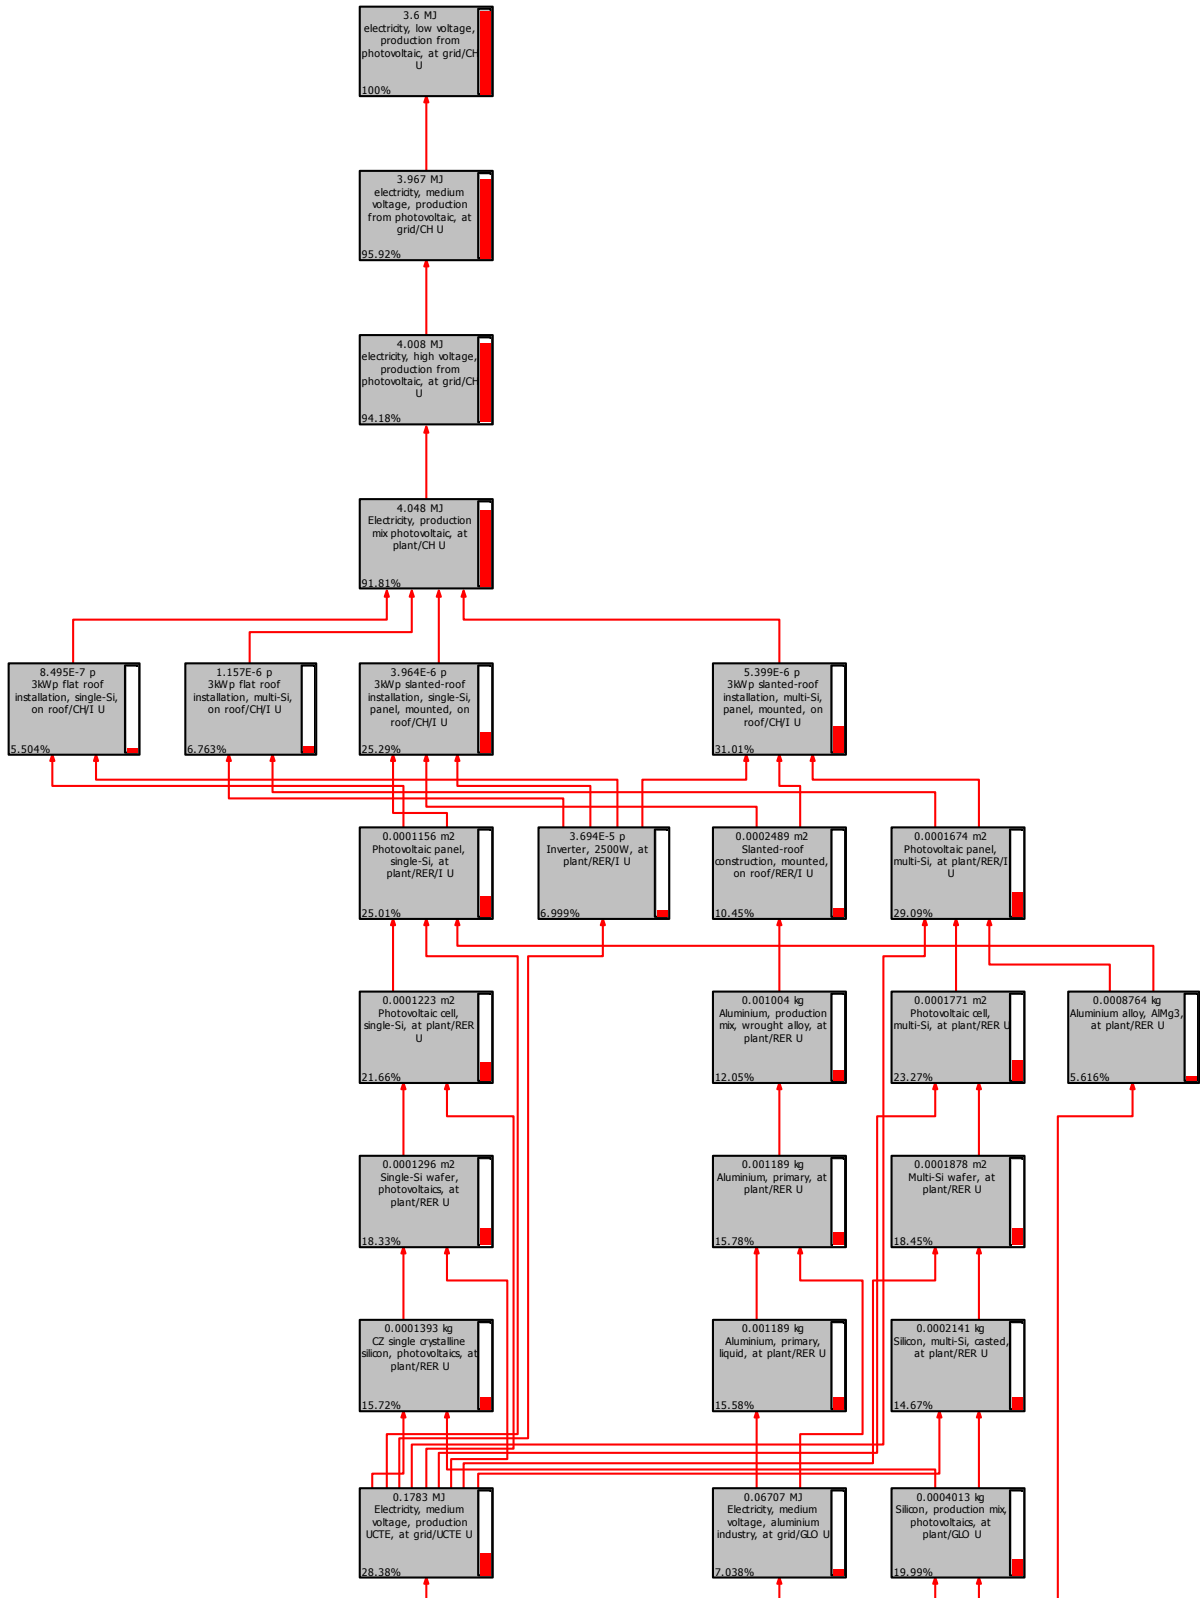 3.6 MJ
electricity, low voltage,
production from
photovoltaic, at grid/CH
U
100%
3.967 MJ
electricity, medium
voltage, production
from photovoltaic, at
grid/CH U
95.92%
4.008 MJ
electricity, high voltage,
production from
photovoltaic, at grid/CH
U
94.18%
4.048 MJ
Electricity, production
mix photovoltaic, at
plant/CH U
91.81%
8.495E-7 p
3kWp flat roof
installation, single-Si,
on roof/CH/I U
5.504%
1.157E-6 p
3kWp flat roof
installation, multi-Si,
on roof/CH/I U
6.763%
3.964E-6 p
3kWp slanted-roof
installation, single-Si,
panel, mounted, on
roof/CH/I U
25.29%
5.399E-6 p
3kWp slanted-roof
installation, multi-Si,
panel, mounted, on
roof/CH/I U
31.01%
0.0001156 m2
Photovoltaic panel,
single-Si, at
plant/RER/I U
25.01%
3.694E-5 p
Inverter, 2500W, at
plant/RER/I U
6.999%
0.0002489 m2
Slanted-roof
construction, mounted,
on roof/RER/I U
10.45%
0.0001674 m2
Photovoltaic panel,
multi-Si, at plant/RER/I
U
29.09%
0.0001223 m2
Photovoltaic cell,
single-Si, at plant/RER
U
21.66%
0.001004 kg
Aluminium, production
mix, wrought alloy, at
plant/RER U
12.05%
0.0001771 m2
Photovoltaic cell,
multi-Si, at plant/RER U
23.27%
0.0008764 kg
Aluminium alloy, AlMg3,
at plant/RER U
5.616%
0.0001296 m2
Single-Si wafer,
photovoltaics, at
plant/RER U
18.33%
0.001189 kg
Aluminium, primary, at
plant/RER U
15.78%
0.0001878 m2
Multi-Si wafer, at
plant/RER U
18.45%
0.0001393 kg
CZ single crystalline
silicon, photovoltaics, at
plant/RER U
15.72%
0.001189 kg
Aluminium, primary,
liquid, at plant/RER U
15.58%
0.0002141 kg
Silicon, multi-Si, casted,
at plant/RER U
14.67%
0.1783 MJ
Electricity, medium
voltage, production
UCTE, at grid/UCTE U
28.38%
0.06707 MJ
Electricity, medium
voltage, aluminium
industry, at grid/GLO U
7.038%
0.0004013 kg
Silicon, production mix,
photovoltaics, at
plant/GLO U
19.99%